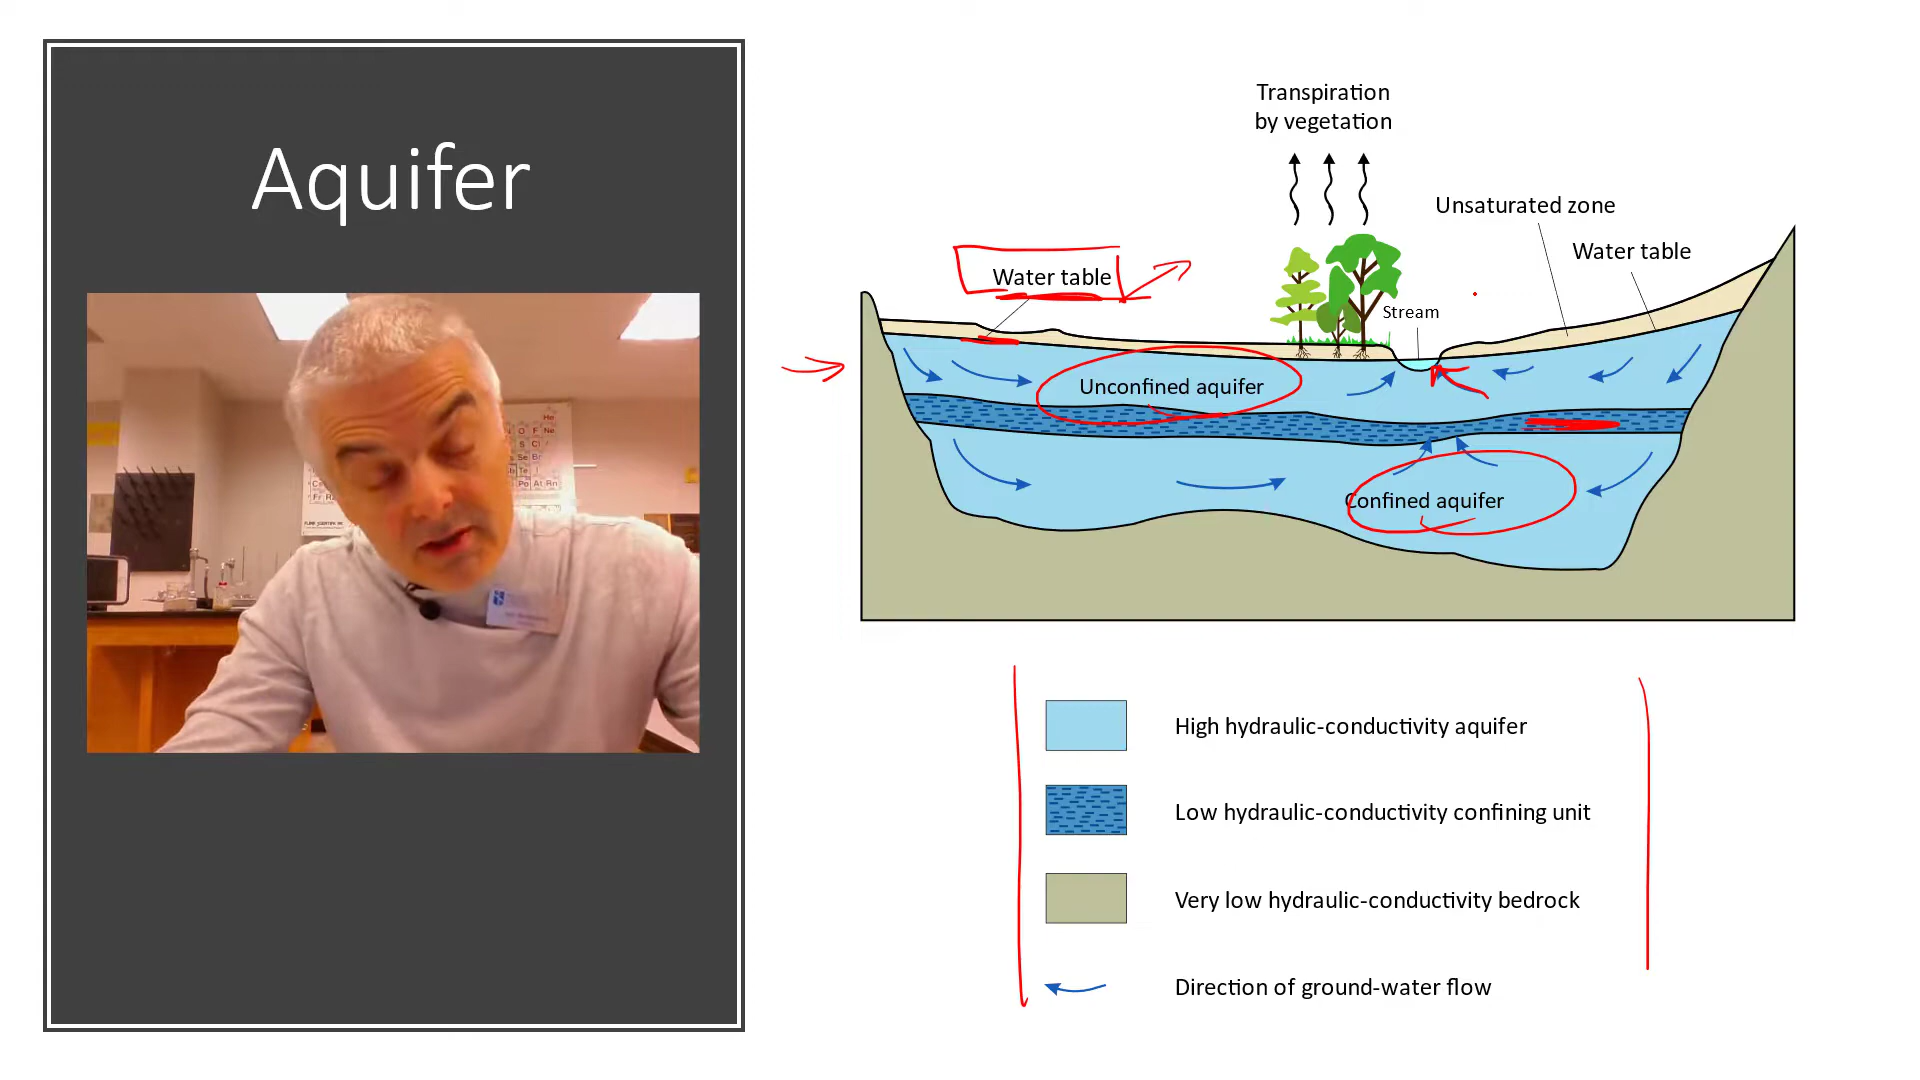 Aquifer
Transpiration
by vegetation
Unsaturated zone
Water table
Water table
Stream
Unconfined aquifer
Confined aquifer
High hydraulic-conductivity aquifer
Low hydraulic-conductivity confining unit
Very low hydraulic-conductivity bedrock
Direction of ground-water flow